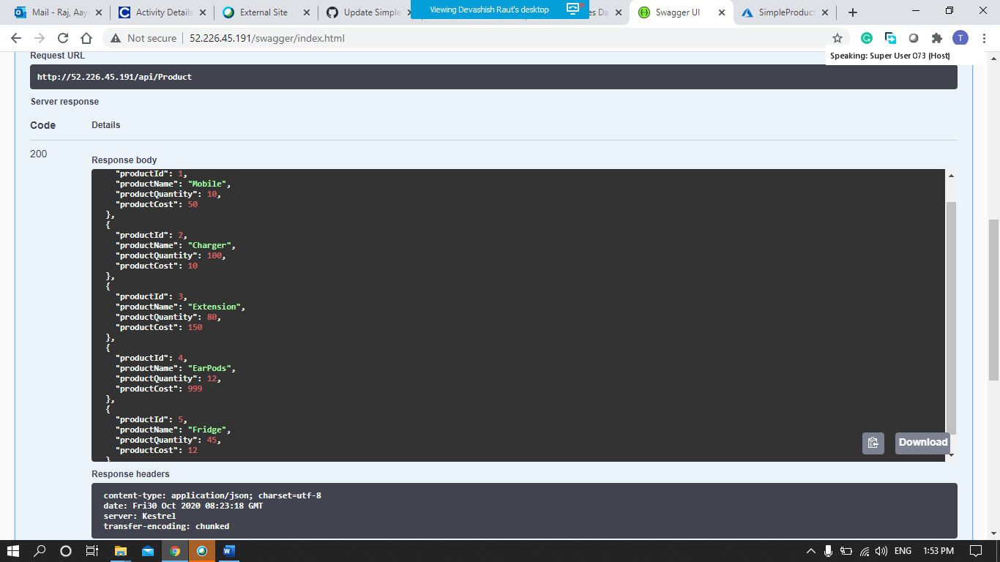 Mail - Raj, Aay
Activity Details
External Site
Update Simple
Viewing Devashish Raut's desktop
es Da
Swagger UI
SimpleProduct
Not secure
52.226.45.191/swagger/index.html
T
Speaking: Super User 073 (Host)
Request URL
http://52.226.45.191/api/Product
Server response
Code Details
200
Response body
"productId": 1,
"productName": "Mobile",
"productQuantity": 10,
"productCost": 50
},
{
"productId": 2,
"productName": "Charger",
"productQuantity": 100,
"productCost": 10
},
{
"productId": 3,
"productName": "Extension",
"productQuantity": 80,
"productCost": 150
},
{
"productId": 4,
"productName": "EarPods",
"productQuantity": 12,
"productCost": 999
},
{
"productId": 5,
"productName": "Fridge",
"productQuantity": 45,
"productCost": 12
}
Download
Response headers
content-type: application/json; charset=utf-8
date: Fri30 Oct 2020 08:23:18 GMT
server: Kestrel
transfer-encoding: chunked
ENG
1:53 PM